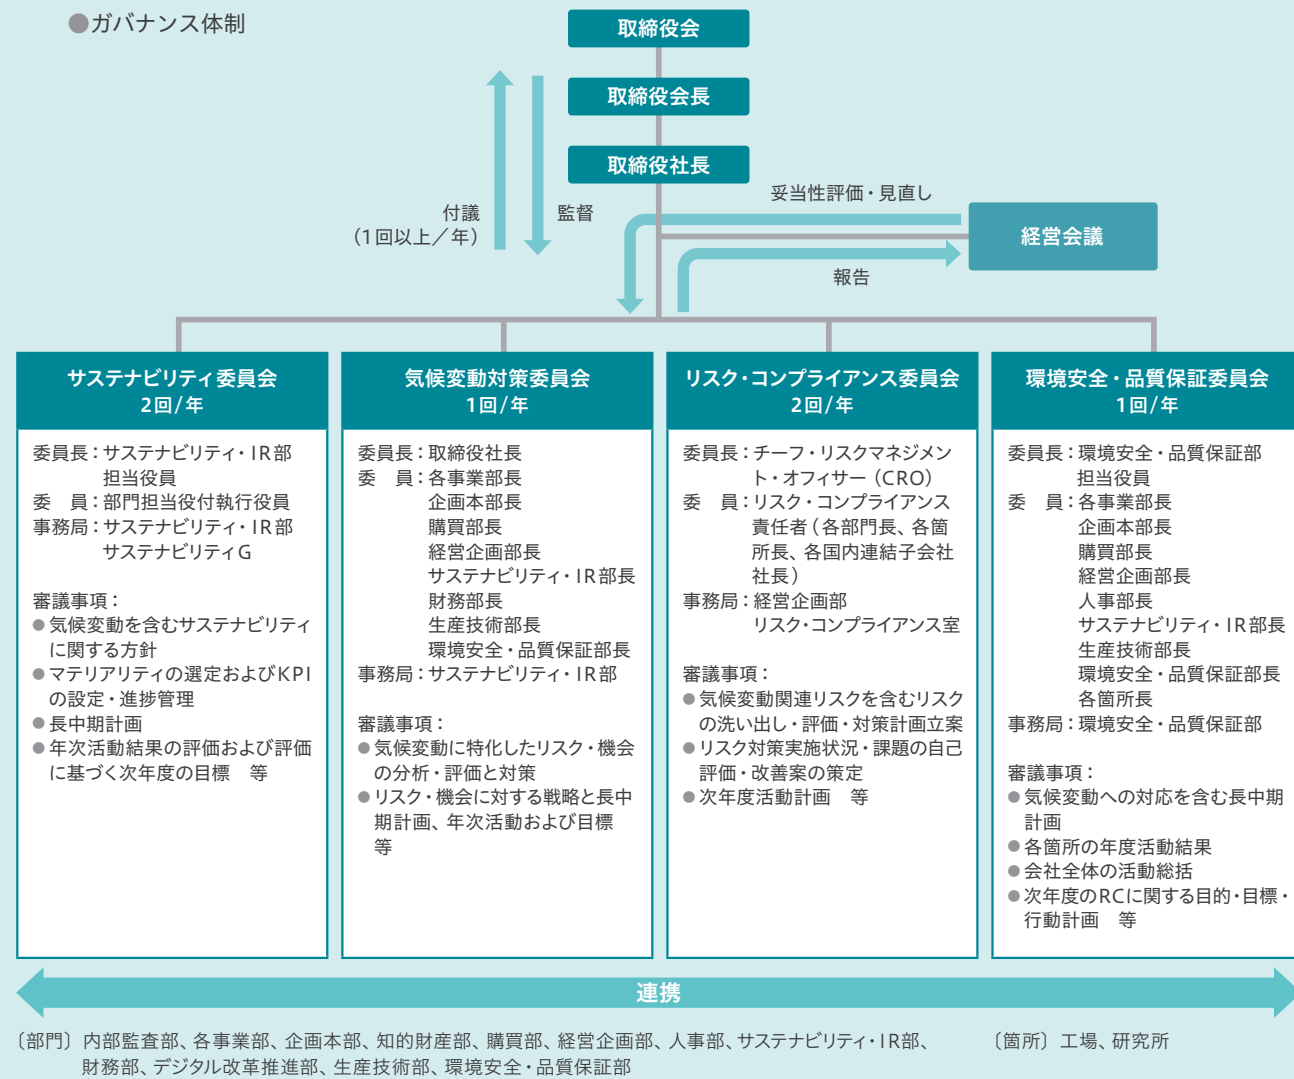 ●ガバナンス体制
取締役会
取締役会長
取締役社長
付議
（1回以上／年）
監督
妥当性評価・見直し
経営会議
報告
サステナビリティ委員会
2回/年
委員長：サステナビリティ・IR部
担当役員
委　員：部門担当役付執行役員
事務局：サステナビリティ・IR部
サステナビリティG
審議事項：
●気候変動を含むサステナビリティ
に関する方針
●マテリアリティの選定およびKPI
の設定・進捗管理
●長中期計画
●年次活動結果の評価および評価
に基づく次年度の目標　等
気候変動対策委員会
1回/年
委員長：取締役社長
委　員：各事業部長
企画本部長
購買部長
経営企画部長
サステナビリティ・IR部長
財務部長
生産技術部長
環境安全・品質保証部長
事務局：サステナビリティ・IR部
審議事項：
●気候変動に特化したリスク・機会
の分析・評価と対策
●リスク・機会に対する戦略と長中
期計画、年次活動および目標
等
リスク・コンプライアンス委員会
2回/年
委員長：チーフ・リスクマネジメン
ト・オフィサー（CRO）
委　員：リスク・コンプライアンス
責任者（各部門長、各箇
所長、各国内連結子会社
社長）
事務局：経営企画部
リスク・コンプライアンス室
審議事項：
●気候変動関連リスクを含むリスク
の洗い出し・評価・対策計画立案
●リスク対策実施状況・課題の自己
評価・改善案の策定
●次年度活動計画　等
環境安全・品質保証委員会
1回/年
委員長：環境安全・品質保証部
担当役員
委　員：各事業部長
企画本部長
購買部長
経営企画部長
人事部長
サステナビリティ・IR部長
生産技術部長
環境安全・品質保証部長
各箇所長
事務局：環境安全・品質保証部
審議事項：
●気候変動への対応を含む長中期
計画
●各箇所の年度活動結果
●会社全体の活動総括
●次年度のRCに関する目的・目標・
行動計画　等
連携
〔部門〕内部監査部、各事業部、企画本部、知的財産部、購買部、経営企画部、人事部、サステナビリティ・IR部、
財務部、デジタル改革推進部、生産技術部、環境安全・品質保証部
〔箇所〕工場、研究所